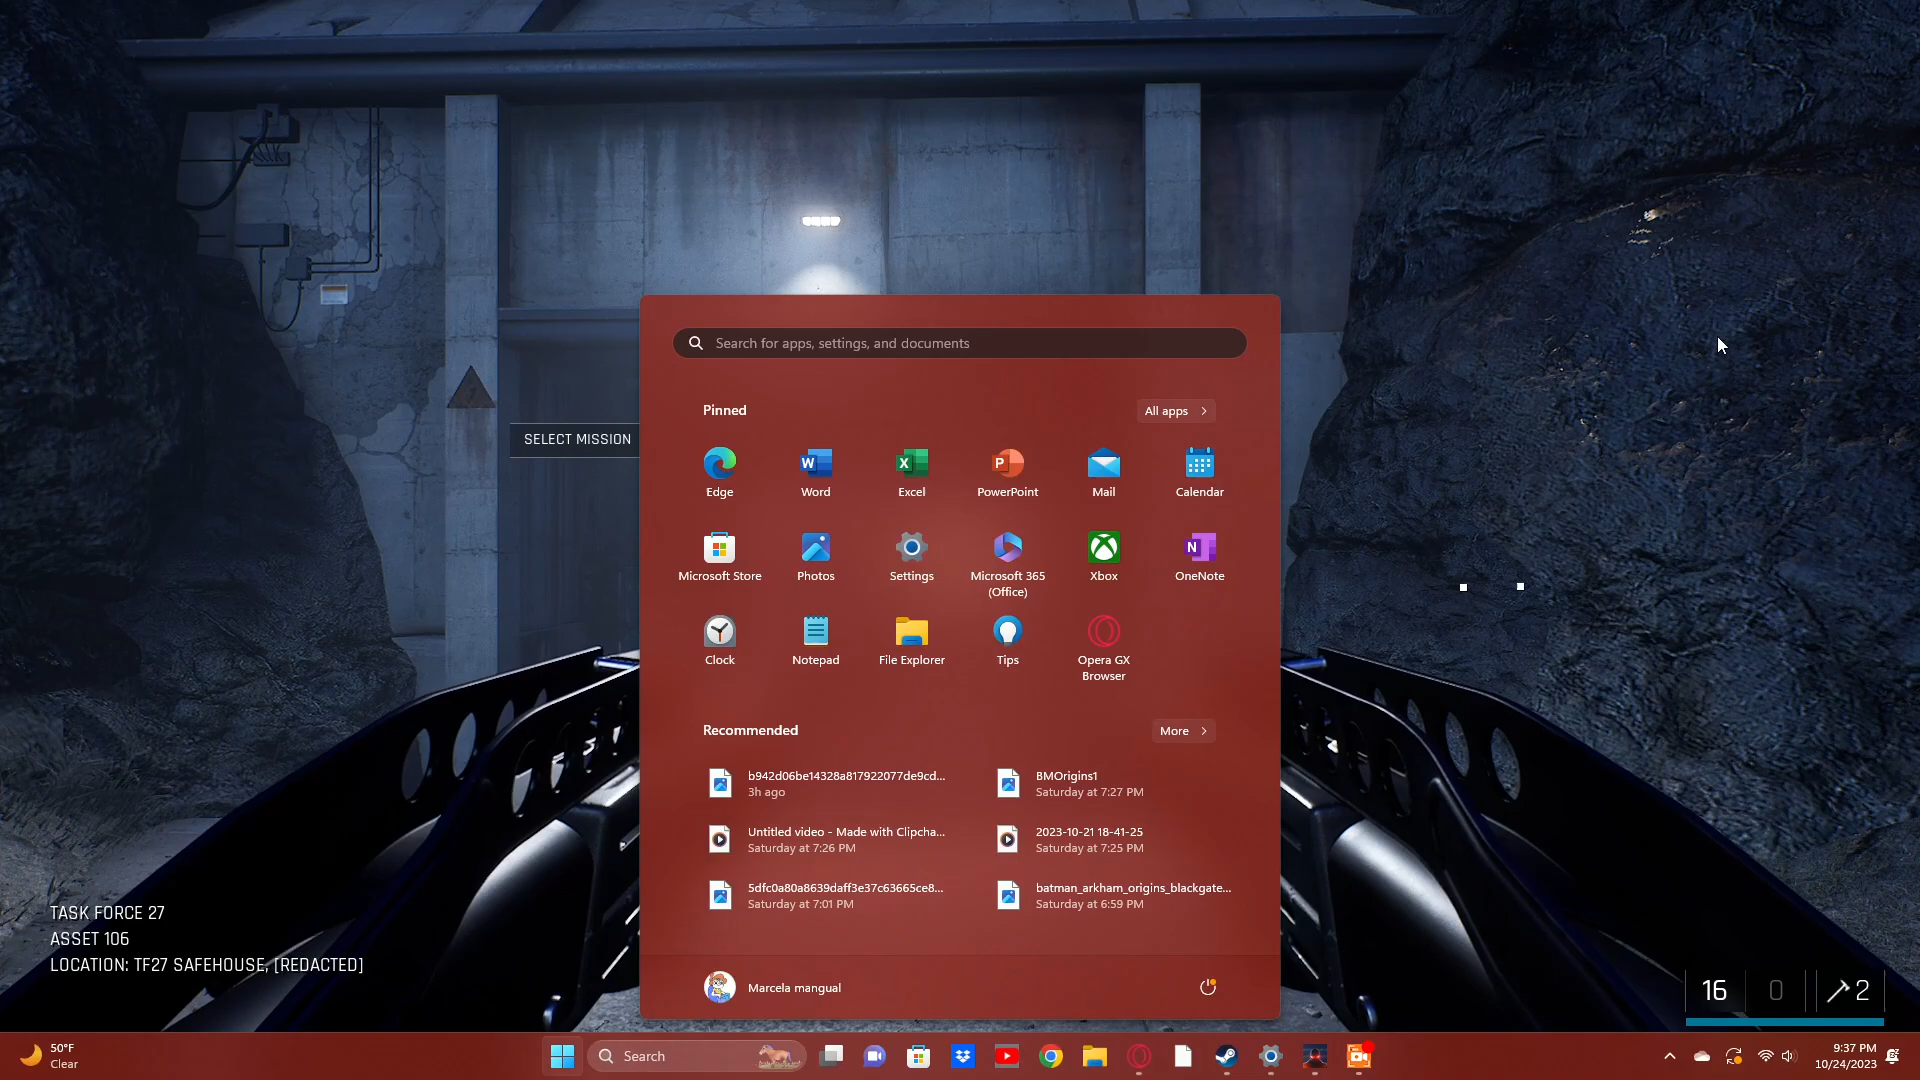 Search for apps, settings, and documents
Pinned
All apps
SELECT MISSION
Edge
Word
Excel
PowerPoint
Mail
Calendar
Microsoft Store
Photos
Settings
Microsoft 365
(Office)
Xbox
OneNote
Clock
Notepad
File Explorer
Tips
Opera GX
Browser
Recommended
More
b942d06be14328a817922077de9cd...
3h ago
BMOrigins1
Saturday at 7:27 PM
Untitled video - Made with Clipcha...
Saturday at 7:26 PM
2023-10-21 18-41-25
Saturday at 7:25 PM
5dfc0a80a8639daff3e37c63665ce8...
Saturday at 7:01 PM
batman_arkham_origins_blackgate...
Saturday at 6:59 PM
TASK FORCE 27
ASSET 106
LOCATION: TF27 SAFEHOUSE, [REDACTED]
Marcela mangual
16 0 2
50°F
Clear
Search
9:37 PM
10/24/2023